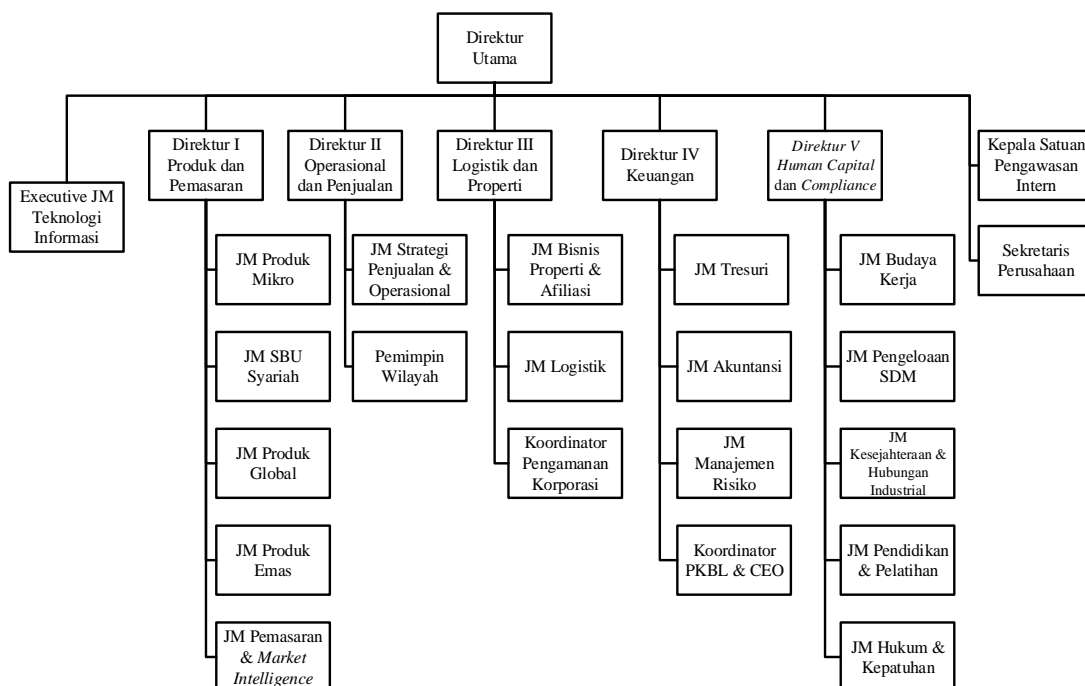 Direktur
Utama
Executive JM
Teknologi
Informasi
Direktur I
Produk dan
Pemasaran
JM Produk
Mikro
JM SBU
Syariah
JM Produk
Global
JM Produk
Emas
JM Pemasaran
& Market
Intelligence
Direktur II
Operasional
dan Penjualan
JM Strategi
Penjualan &
Operasional
Pemimpin
Wilayah
Direktur III
Logistik dan
Properti
JM Bisnis
Properti &
Afiliasi
JM Logistik
Koordinator
Pengamanan
Korporasi
Direktur IV
Keuangan
JM Tresuri
JM Akuntansi
JM
Manajemen
Risiko
Koordinator
PKBL & CEO
Direktur V
Human Capital
dan Compliance
JM Budaya
Kerja
JM Pengeloaan
SDM
JM
Kesejahteraan &
Hubungan
Industrial
JM Pendidikan
& Pelatihan
JM Hukum &
Kepatuhan
Kepala Satuan
Pengawasan
Intern
Sekretaris
Perusahaan